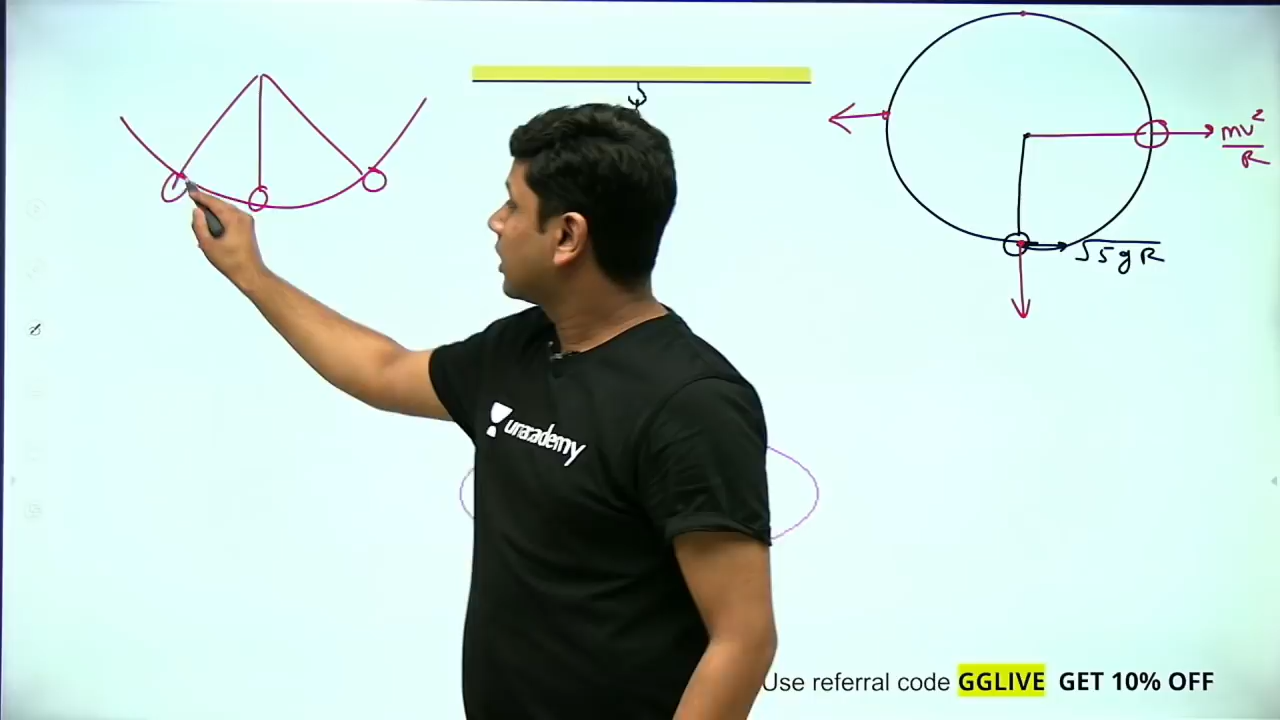 mv²
R
√5gR
unacademy
Use referral code GGLIVE GET 10% OFF